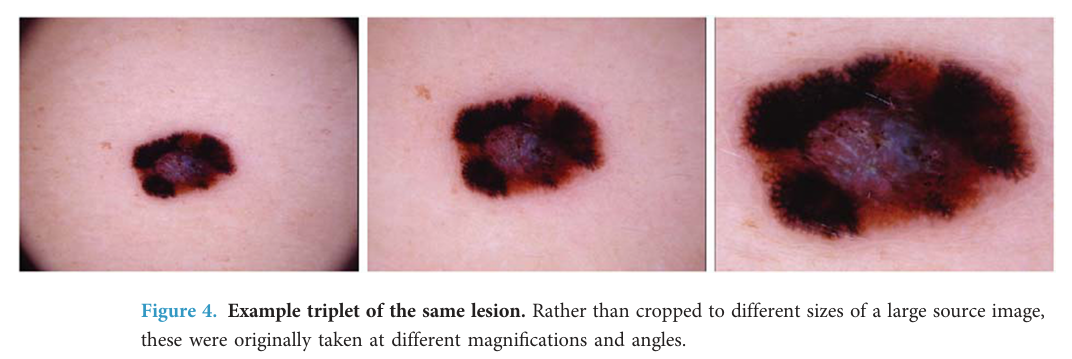 Figure 4. Example triplet of the same lesion. Rather than cropped to different sizes of a large source image,
these were originally taken at different magnifications and angles.